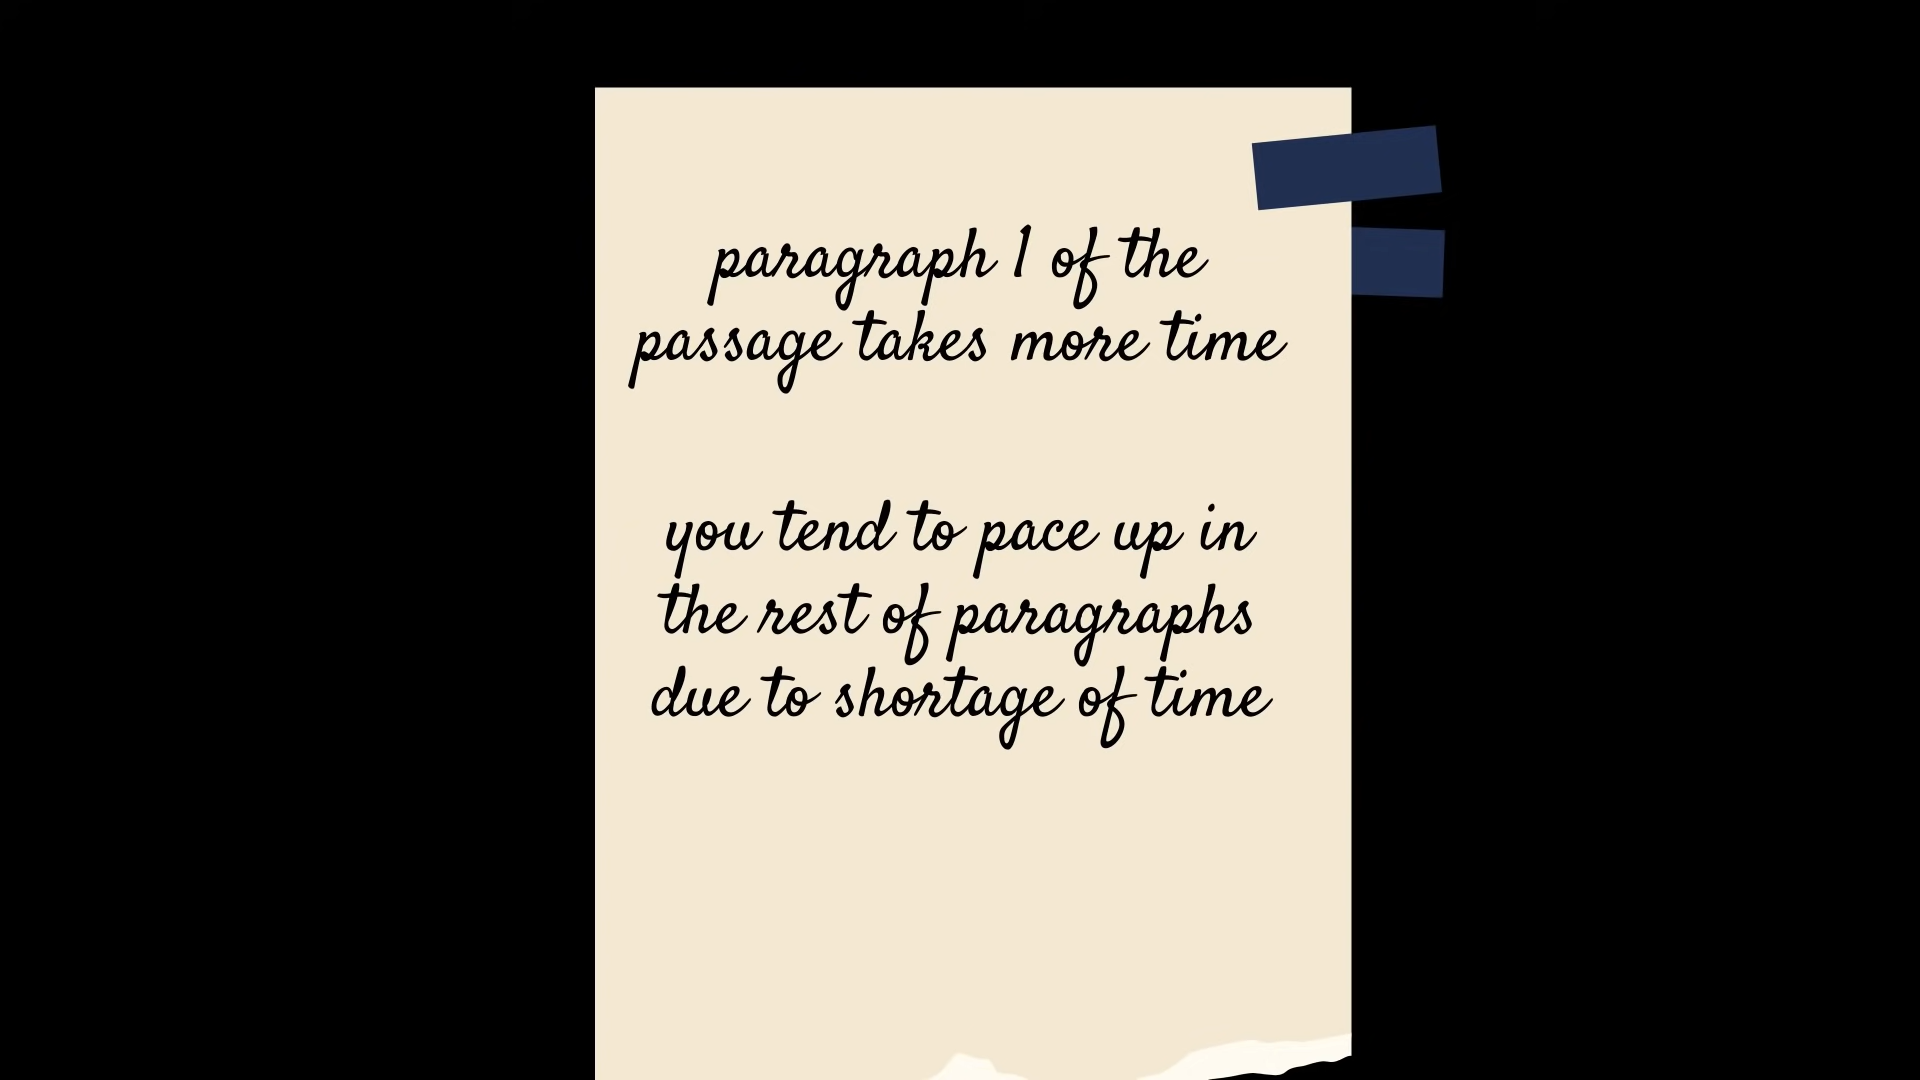 paragraph 1 of the
passage takes more time
you tend to pace up in
the rest of paragraphs
due to shortage of time